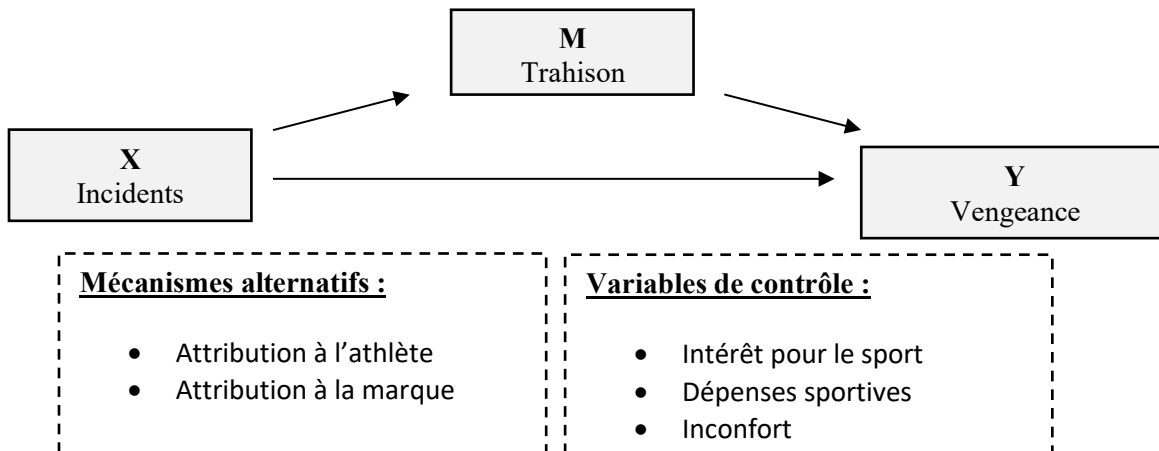 M
Trahison
X
Incidents
Y
Vengeance
Mécanismes alternatifs :
• Attribution à l’athlète
• Attribution à la marque
Variables de contrôle :
• Intérêt pour le sport
• Dépenses sportives
• Inconfort